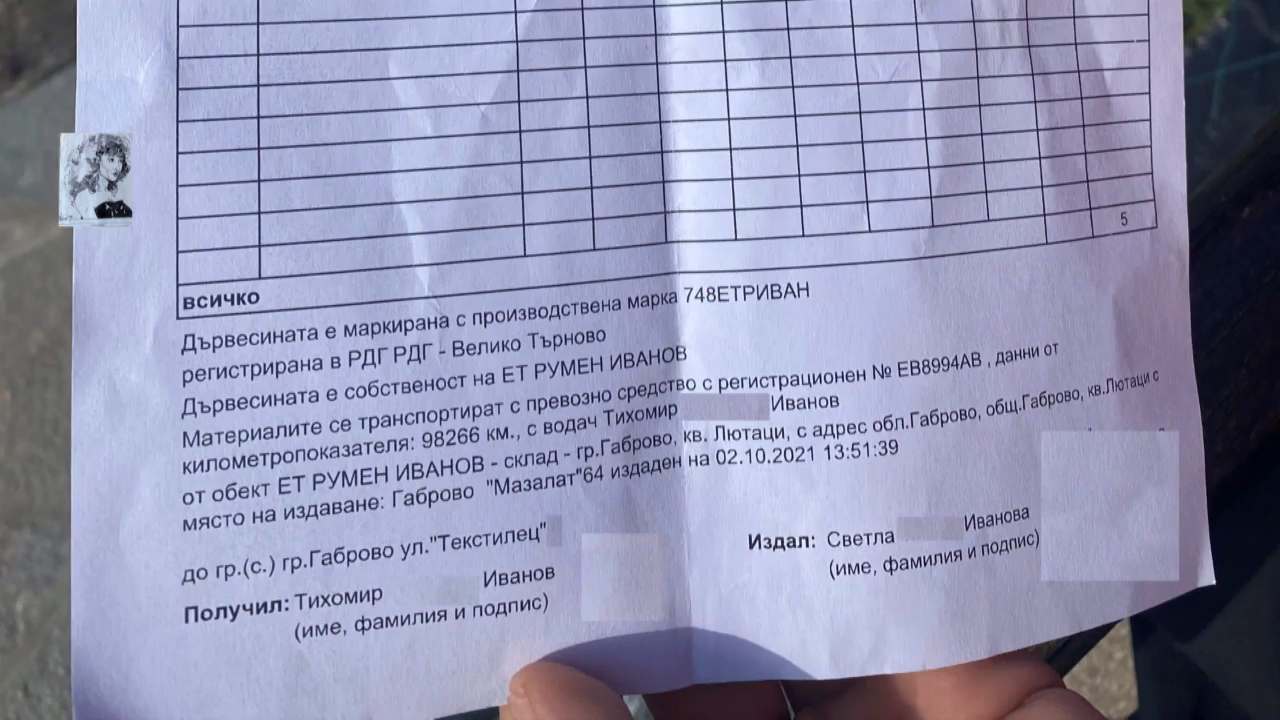 5
всичко
Дървесината е маркирана с производствена марка 748ЕТРИВАН
регистрирана в РДГ РДГ - Велико Търново
Дървесината е собственост на ЕТ РУМЕН ИВАНОВ
Материалите се транспортират с превозно средство с регистрационен № ЕВ8994АВ , данни от
километропоказателя: 98266 км., с водач Тихомир Иванов
от обект ЕТ РУМЕН ИВАНОВ - склад - гр.Габрово, кв. Лютаци, с адрес обл.Габрово, общ.Габрово, кв.Лютаци с
място на издаване: Габрово "Мазалат"64 издаден на 02.10.2021 13:51:39
до гр.(с.) гр.Габрово ул."Текстилец"
Издал: Светла Иванова
(име, фамилия и подпис)
Получил: Тихомир Иванов
(име, фамилия и подпис)